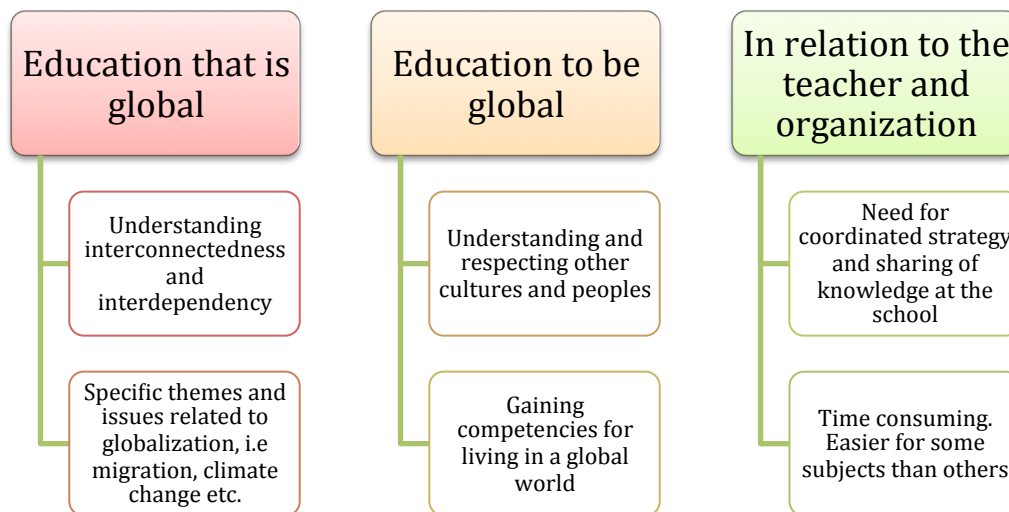 Education that is
global
Understanding
interconnectedness
and
interdependency
Specific themes and
issues related to
globalization, i.e
migration, climate
change etc.
Education to be
global
Understanding and
respecting other
cultures and peoples
Gaining
competencies for
living in a global
world
In relation to the
teacher and
organization
Need for
coordinated strategy
and sharing of
knowledge at the
school
Time consuming.
Easier for some
subjects than others